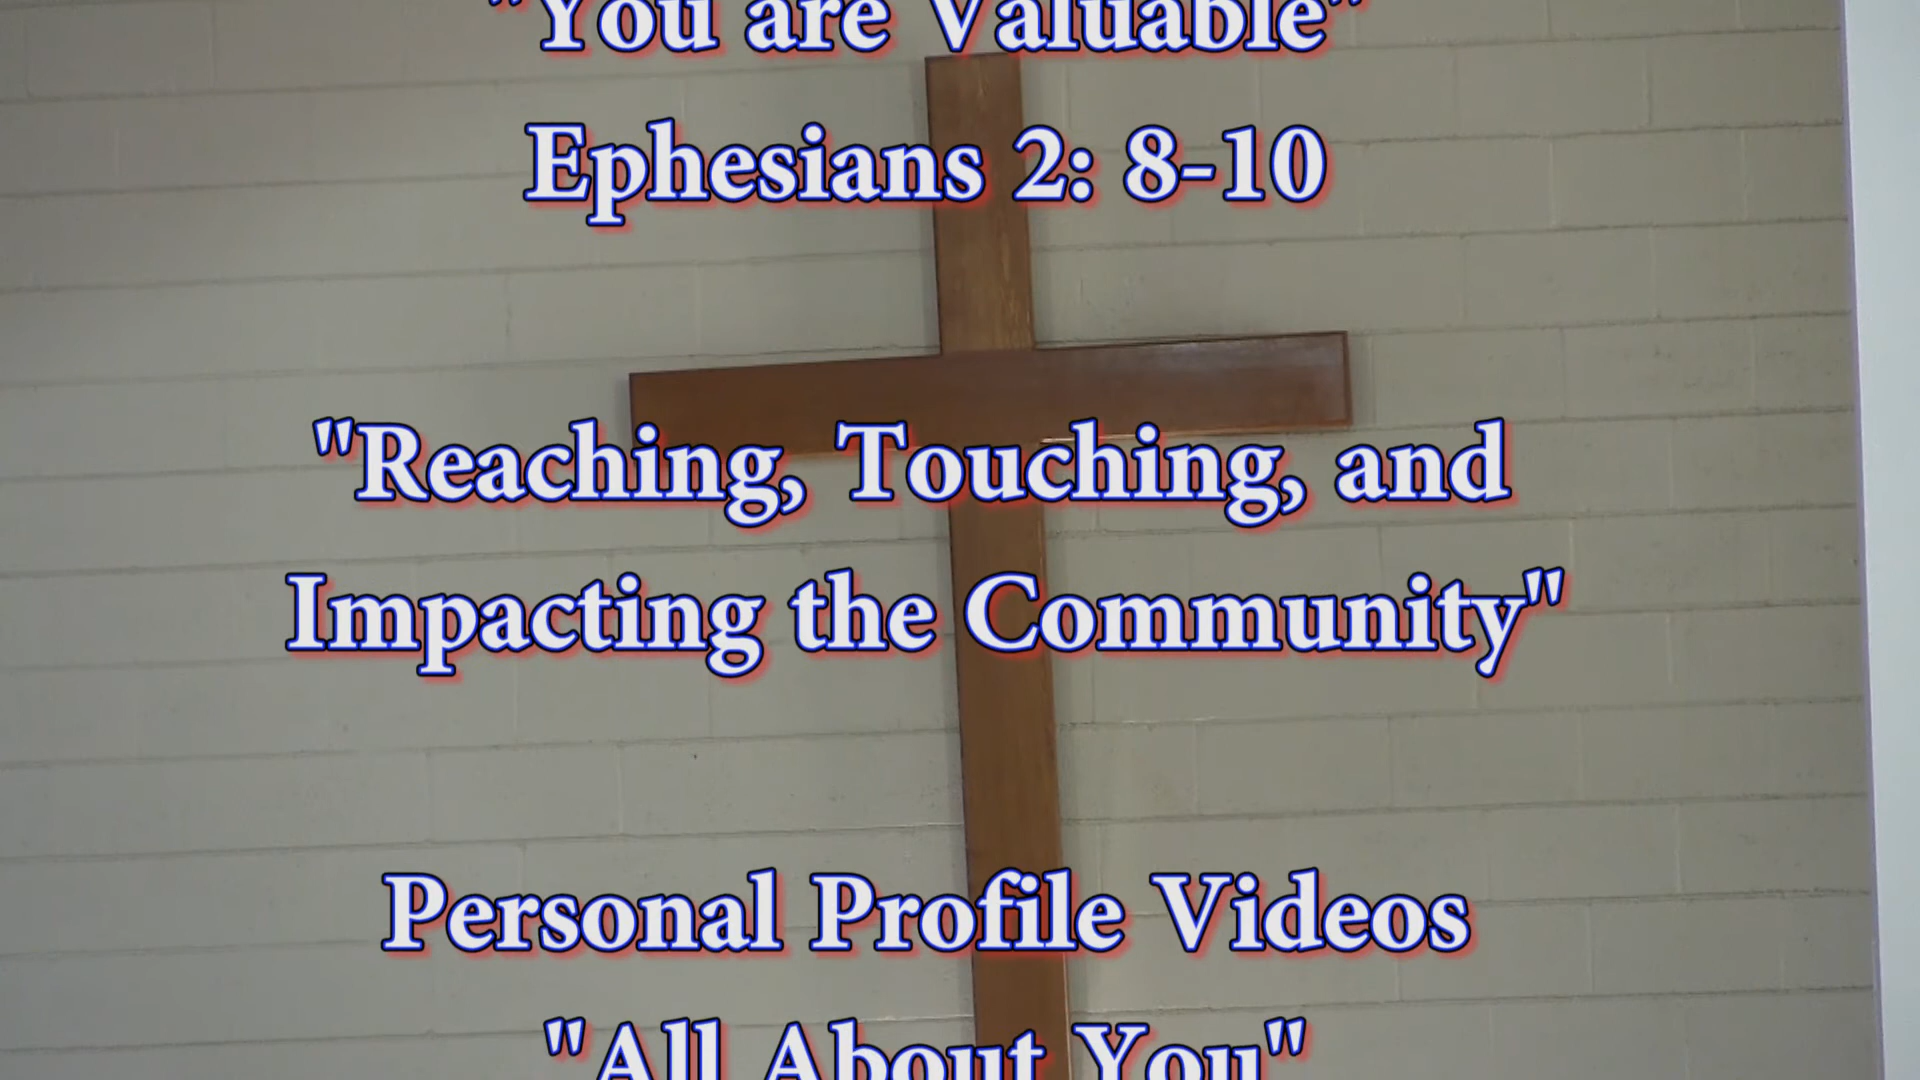 "You are Valuable"
Ephesians 2: 8-10
"Reaching, Touching, and
Impacting the Community"
Personal Profile Videos
"All About You"